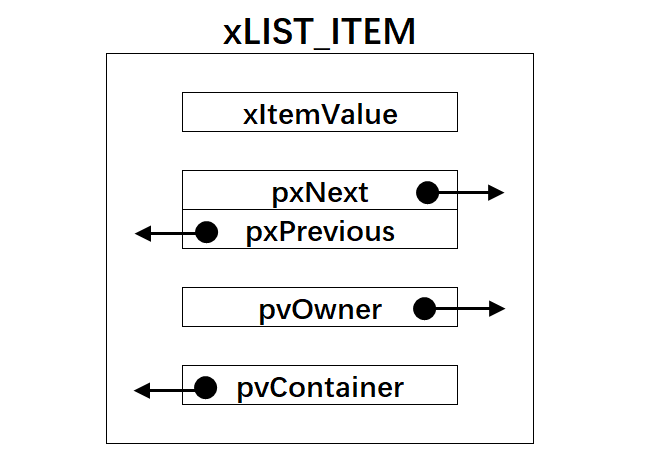 xLIST_ITEM
xItemValue
pxNext
pxPrevious
pvOwner
pvContainer